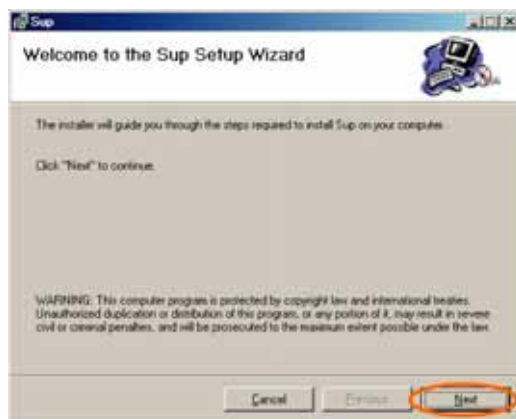 Sup
Welcome to the Sup Setup Wizard
The installer will guide you through the steps required to install Sup on your computer.
Click "Next" to continue.
WARNING: This computer program is protected by copyright law and international treaties.
Unauthorized duplication or distribution of this program, or any portion of it, may result in severe
civil or criminal penalties, and will be prosecuted to the maximum extent possible under the law.
Cancel
Previous
Next